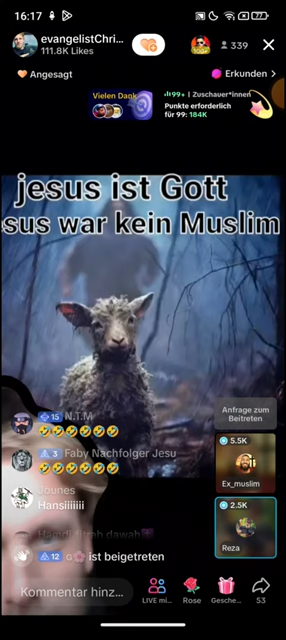 16:17
77
evangelistChri...
111.8K Likes
339
Angesagt
Erkunden >
Vielen Dank
99+ | Zuschauer*innen
Punkte erforderlich
für 99: 184K
jesus ist Gott
sus war kein Muslim
Anfrage zum
Beitreten
15 N.T.M
🤣🤣🤣🤣🤣🤣
3 Faby Nachfolger Jesu
🤣🤣🤣🤣🤣🤣
Jounes
Hansiiiiiii
12 G🌸 ist beigetreten
5.5K
Ex_muslim
2.5K
Reza
Kommentar hinz...
LIVE mi...
Rose
Gesche...
53